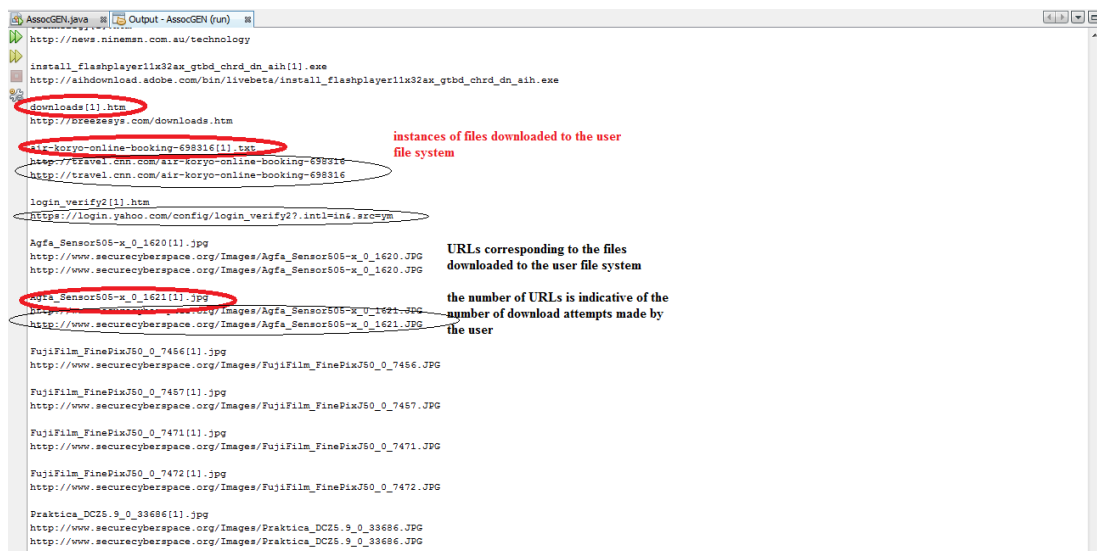 AssocGEN.java
Output - AssocGEN (run)
http://news.ninemsn.com.au/technology
install_flashplayer11x32ax_gtbd_chrd_dn_aih[1].exe
http://aihdownload.adobe.com/bin/livebeta/install_flashplayer11x32ax_gtbd_chrd_dn_aih.exe
downloads[1].htm
http://breezesys.com/downloads.htm
instances of files downloaded to the user
file system
air-koryo-online-booking-698316[1].txt
http://travel.cnn.com/air-koryo-online-booking-698316
http://travel.cnn.com/air-koryo-online-booking-698316
login_verify2[1].htm
https://login.yahoo.com/config/login_verify2?.intl=in&.src=ym
Agfa_Sensor505-x_0_1620[1].jpg
http://www.securecyberspace.org/Images/Agfa_Sensor505-x_0_1620.JPG
http://www.securecyberspace.org/Images/Agfa_Sensor505-x_0_1620.JPG
URLs corresponding to the files
downloaded to the user file system
Agfa_Sensor505-x_0_1621[1].jpg
http://www.securecyberspace.org/Images/Agfa_Sensor505-x_0_1621.JPG
http://www.securecyberspace.org/Images/Agfa_Sensor505-x_0_1621.JPG
the number of URLs is indicative of the
number of download attempts made by
the user
FujiFilm_FinePixJ50_0_7456[1].jpg
http://www.securecyberspace.org/Images/FujiFilm_FinePixJ50_0_7456.JPG
FujiFilm_FinePixJ50_0_7457[1].jpg
http://www.securecyberspace.org/Images/FujiFilm_FinePixJ50_0_7457.JPG
FujiFilm_FinePixJ50_0_7471[1].jpg
http://www.securecyberspace.org/Images/FujiFilm_FinePixJ50_0_7471.JPG
FujiFilm_FinePixJ50_0_7472[1].jpg
http://www.securecyberspace.org/Images/FujiFilm_FinePixJ50_0_7472.JPG
Praktica_DCZ5.9_0_33686[1].jpg
http://www.securecyberspace.org/Images/Praktica_DCZ5.9_0_33686.JPG
http://www.securecyberspace.org/Images/Praktica_DCZ5.9_0_33686.JPG